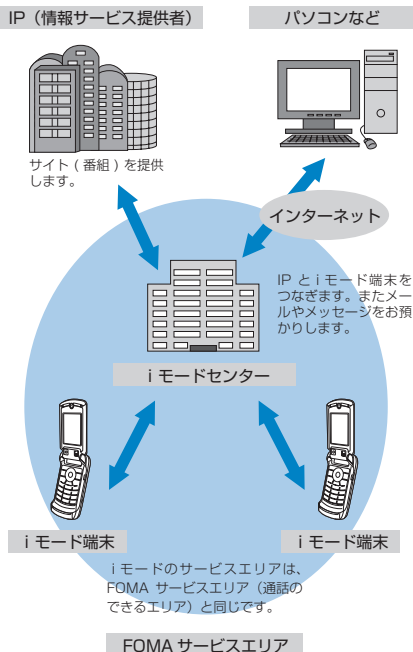 IP（情報サービス提供者）
パソコンなど
サイト ( 番組 ) を提供
します。
インターネット
IP とｉモード端末を
つなぎます。またメー
ルやメッセージをお預
かりします。
ｉモードセンター
ｉモード端末
ｉモード端末
ｉモードのサービスエリアは、
FOMA サービスエリア（通話の
できるエリア）と同じです。
FOMA サービスエリア